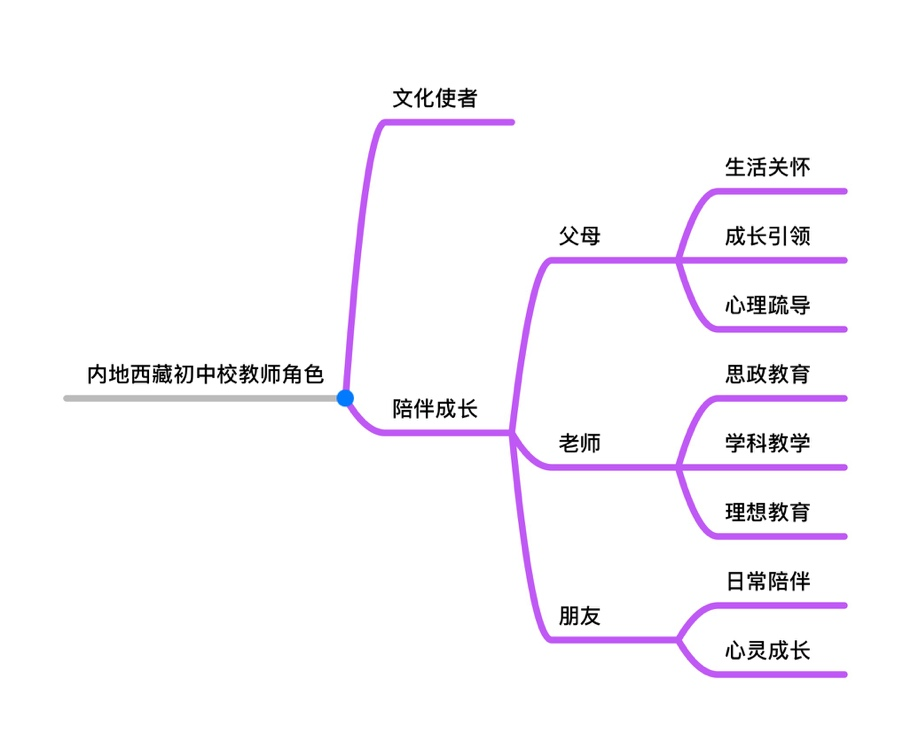 文化使者
生活关怀
父母
成长引领
心理疏导
内地西藏初中校教师角色
思政教育
陪伴成长
老师
学科教学
理想教育
日常陪伴
朋友
心灵成长